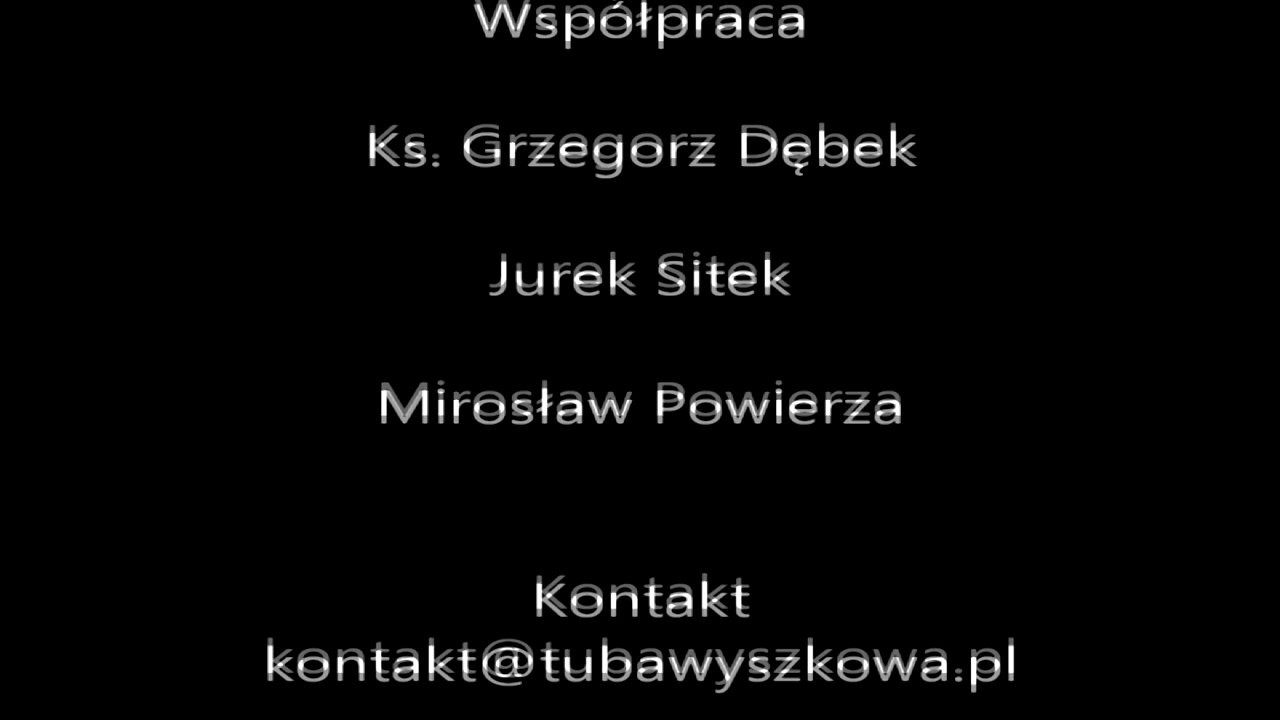 Współpraca
Ks. Grzegorz Dębek
Jurek Sitek
Mirosław Powierza
Kontakt
kontakt@tubawyszkowa.pl